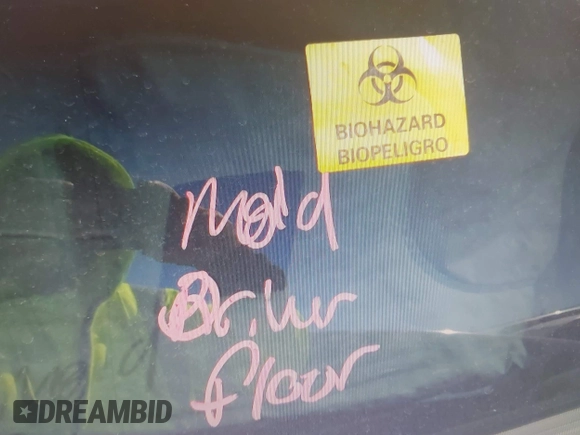 BIOHAZARD
BIOPELIGRO
Mold
Driver
floor
DREAMBID